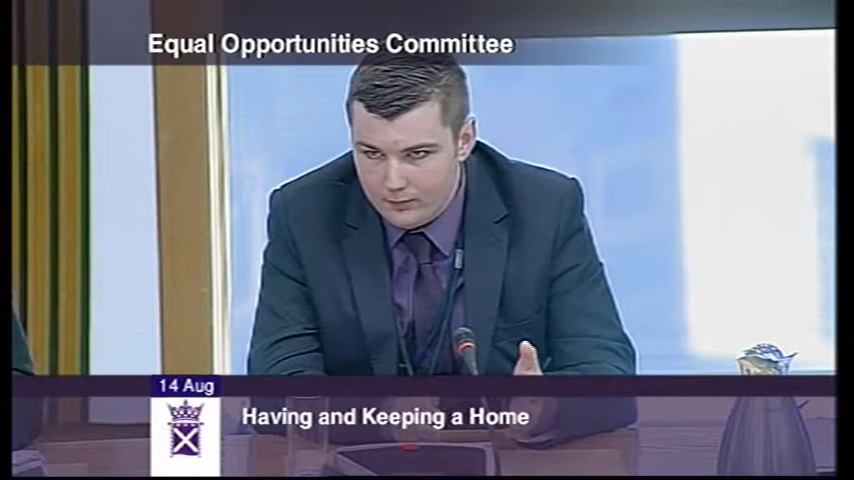 Equal Opportunities Committee
14 Aug
Having and Keeping a Home